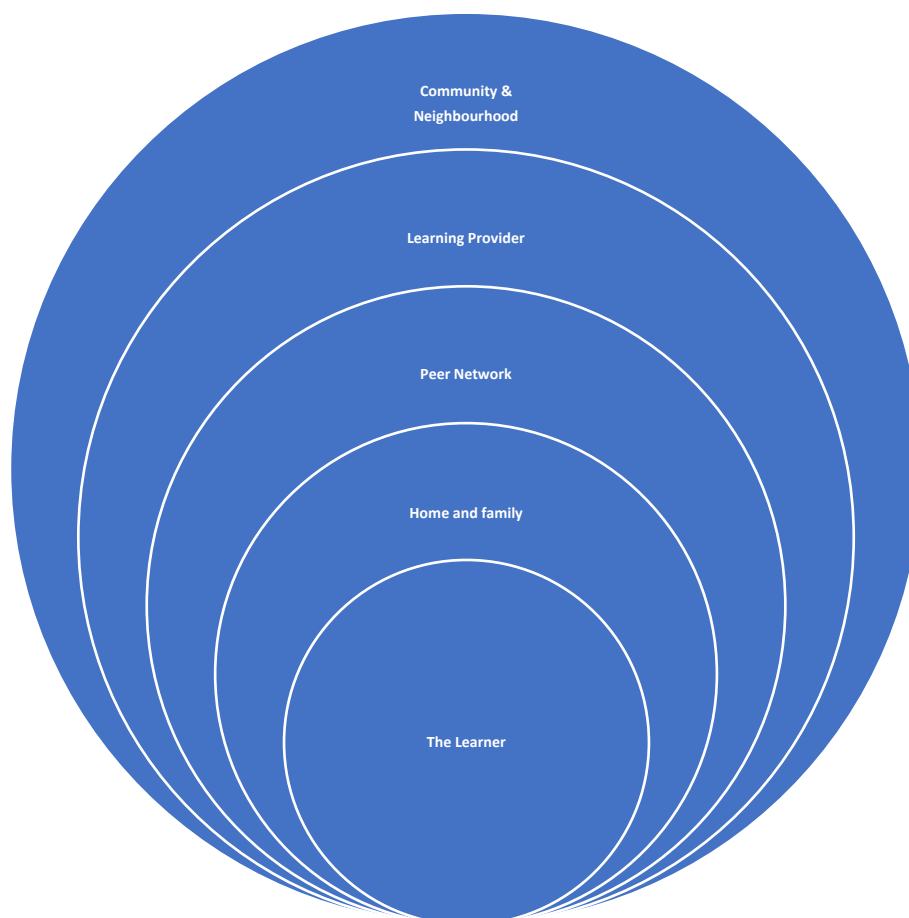 Community &
Neighbourhood
Learning Provider
Peer Network
Home and family
The Learner